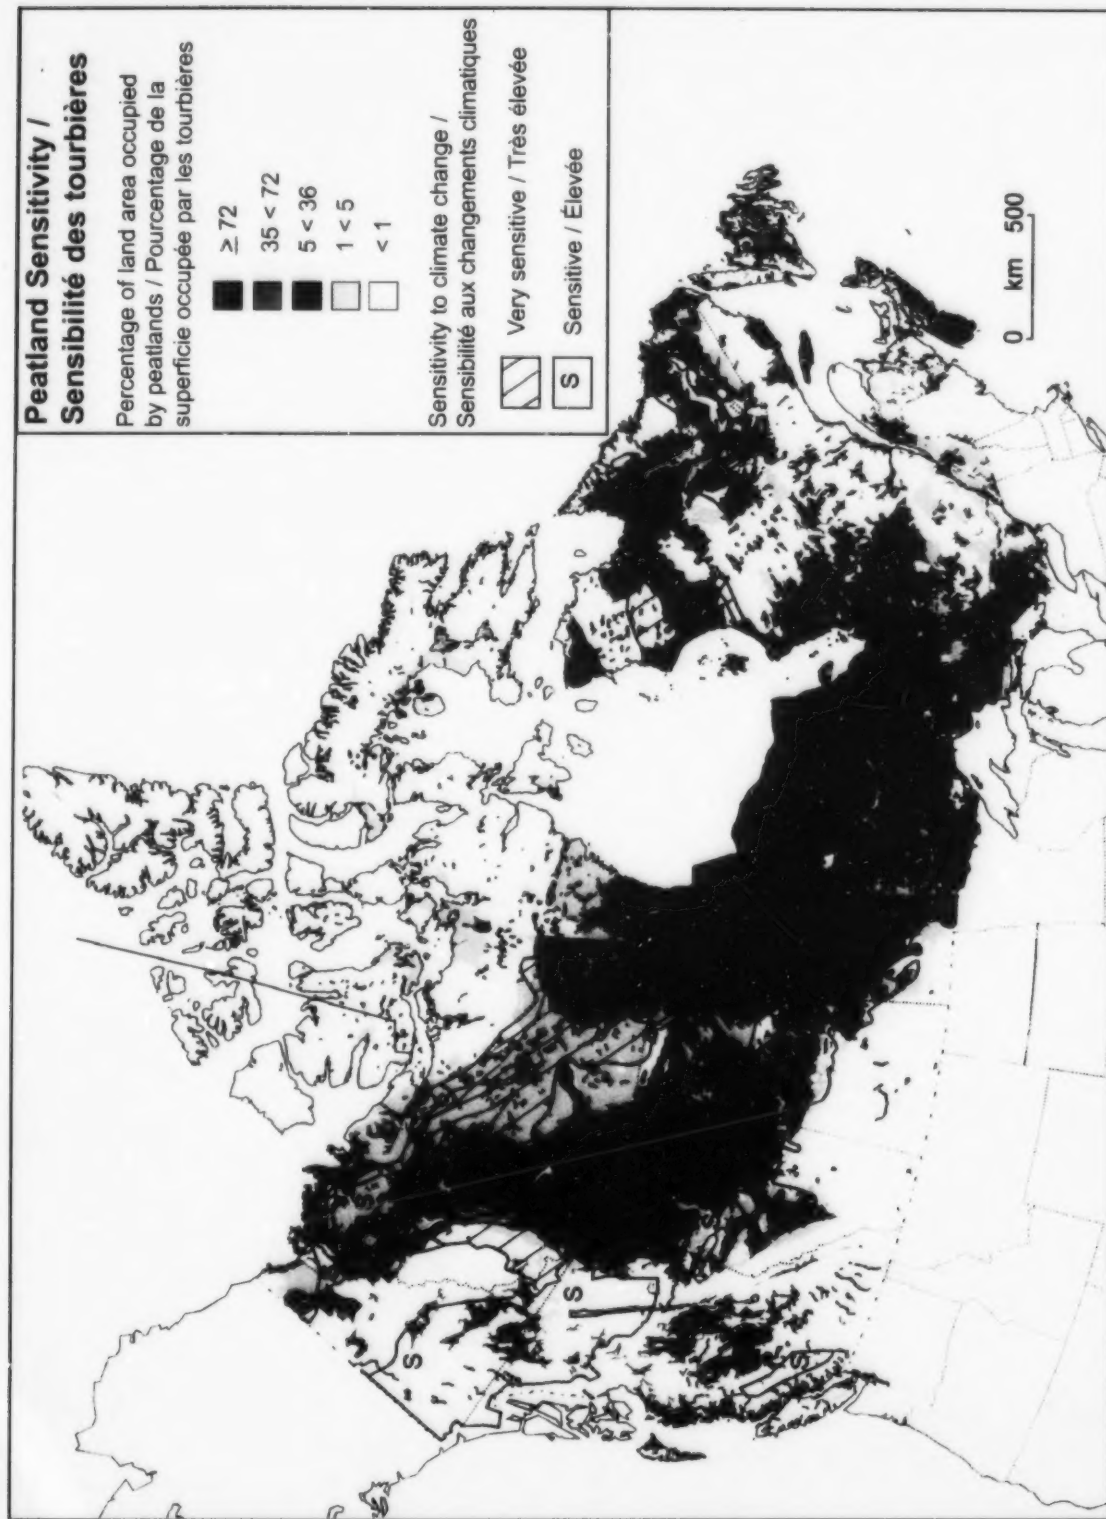 Peatland Sensitivity /
Sensibilité des tourbières
Percentage of land area occupied
by peatlands / Pourcentage de la
superficie occupée par les tourbières
≥ 72
35 < 72
5 < 36
1 < 5
< 1
Sensitivity to climate change /
Sensibilité aux changements climatiques
Very sensitive / Très élevée
S Sensitive / Élevée
0 km 500
S
S
S